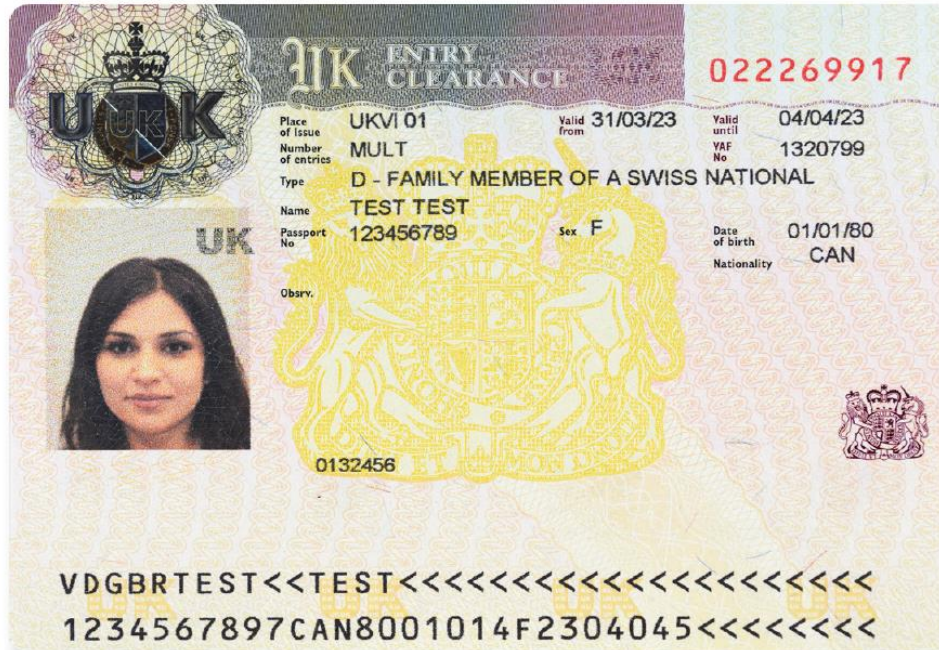 UK ENTRY CLEARANCE
022269917
UK
Place of Issue UKVI 01 Valid from 31/03/23 Valid until 04/04/23
Number of entries MULT VAF No 1320799
Type D - FAMILY MEMBER OF A SWISS NATIONAL
Name TEST TEST
Passport No 123456789 Sex F Date of birth 01/01/80
Nationality CAN
UK
Obsrv.
0132456
VDGBRTEST<<TEST<<<<<<<<<<<<<<<<<<<<<
1234567897CAN8001014F2304045<<<<<<<<